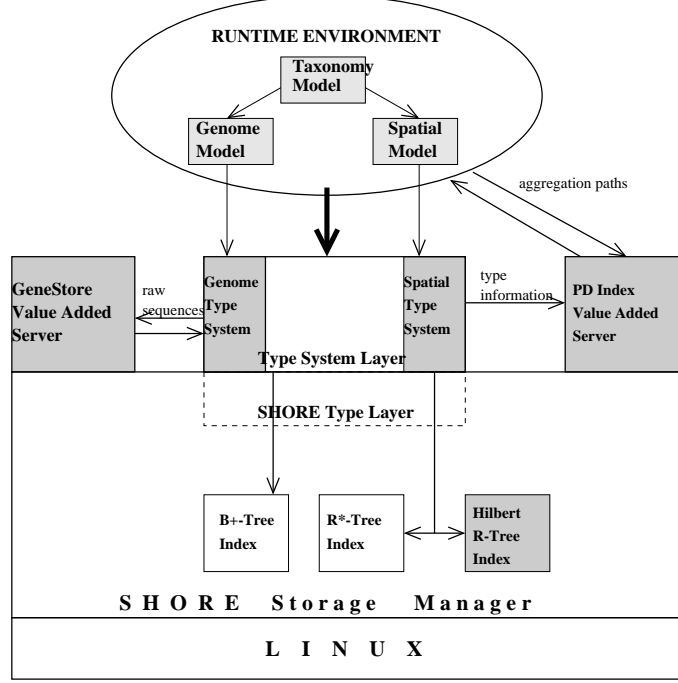 RUNTIME ENVIRONMENT
Taxonomy
Model
Genome
Model
Spatial
Model
aggregation paths
GeneStore
Value Added
Server
raw
sequences
Genome
Type
System
Spatial
Type
System
type
information
PD Index
Value Added
Server
Type System Layer
SHORE Type Layer
B+-Tree
Index
R*-Tree
Index
Hilbert
R-Tree
Index
SHORE Storage Manager
LINUX